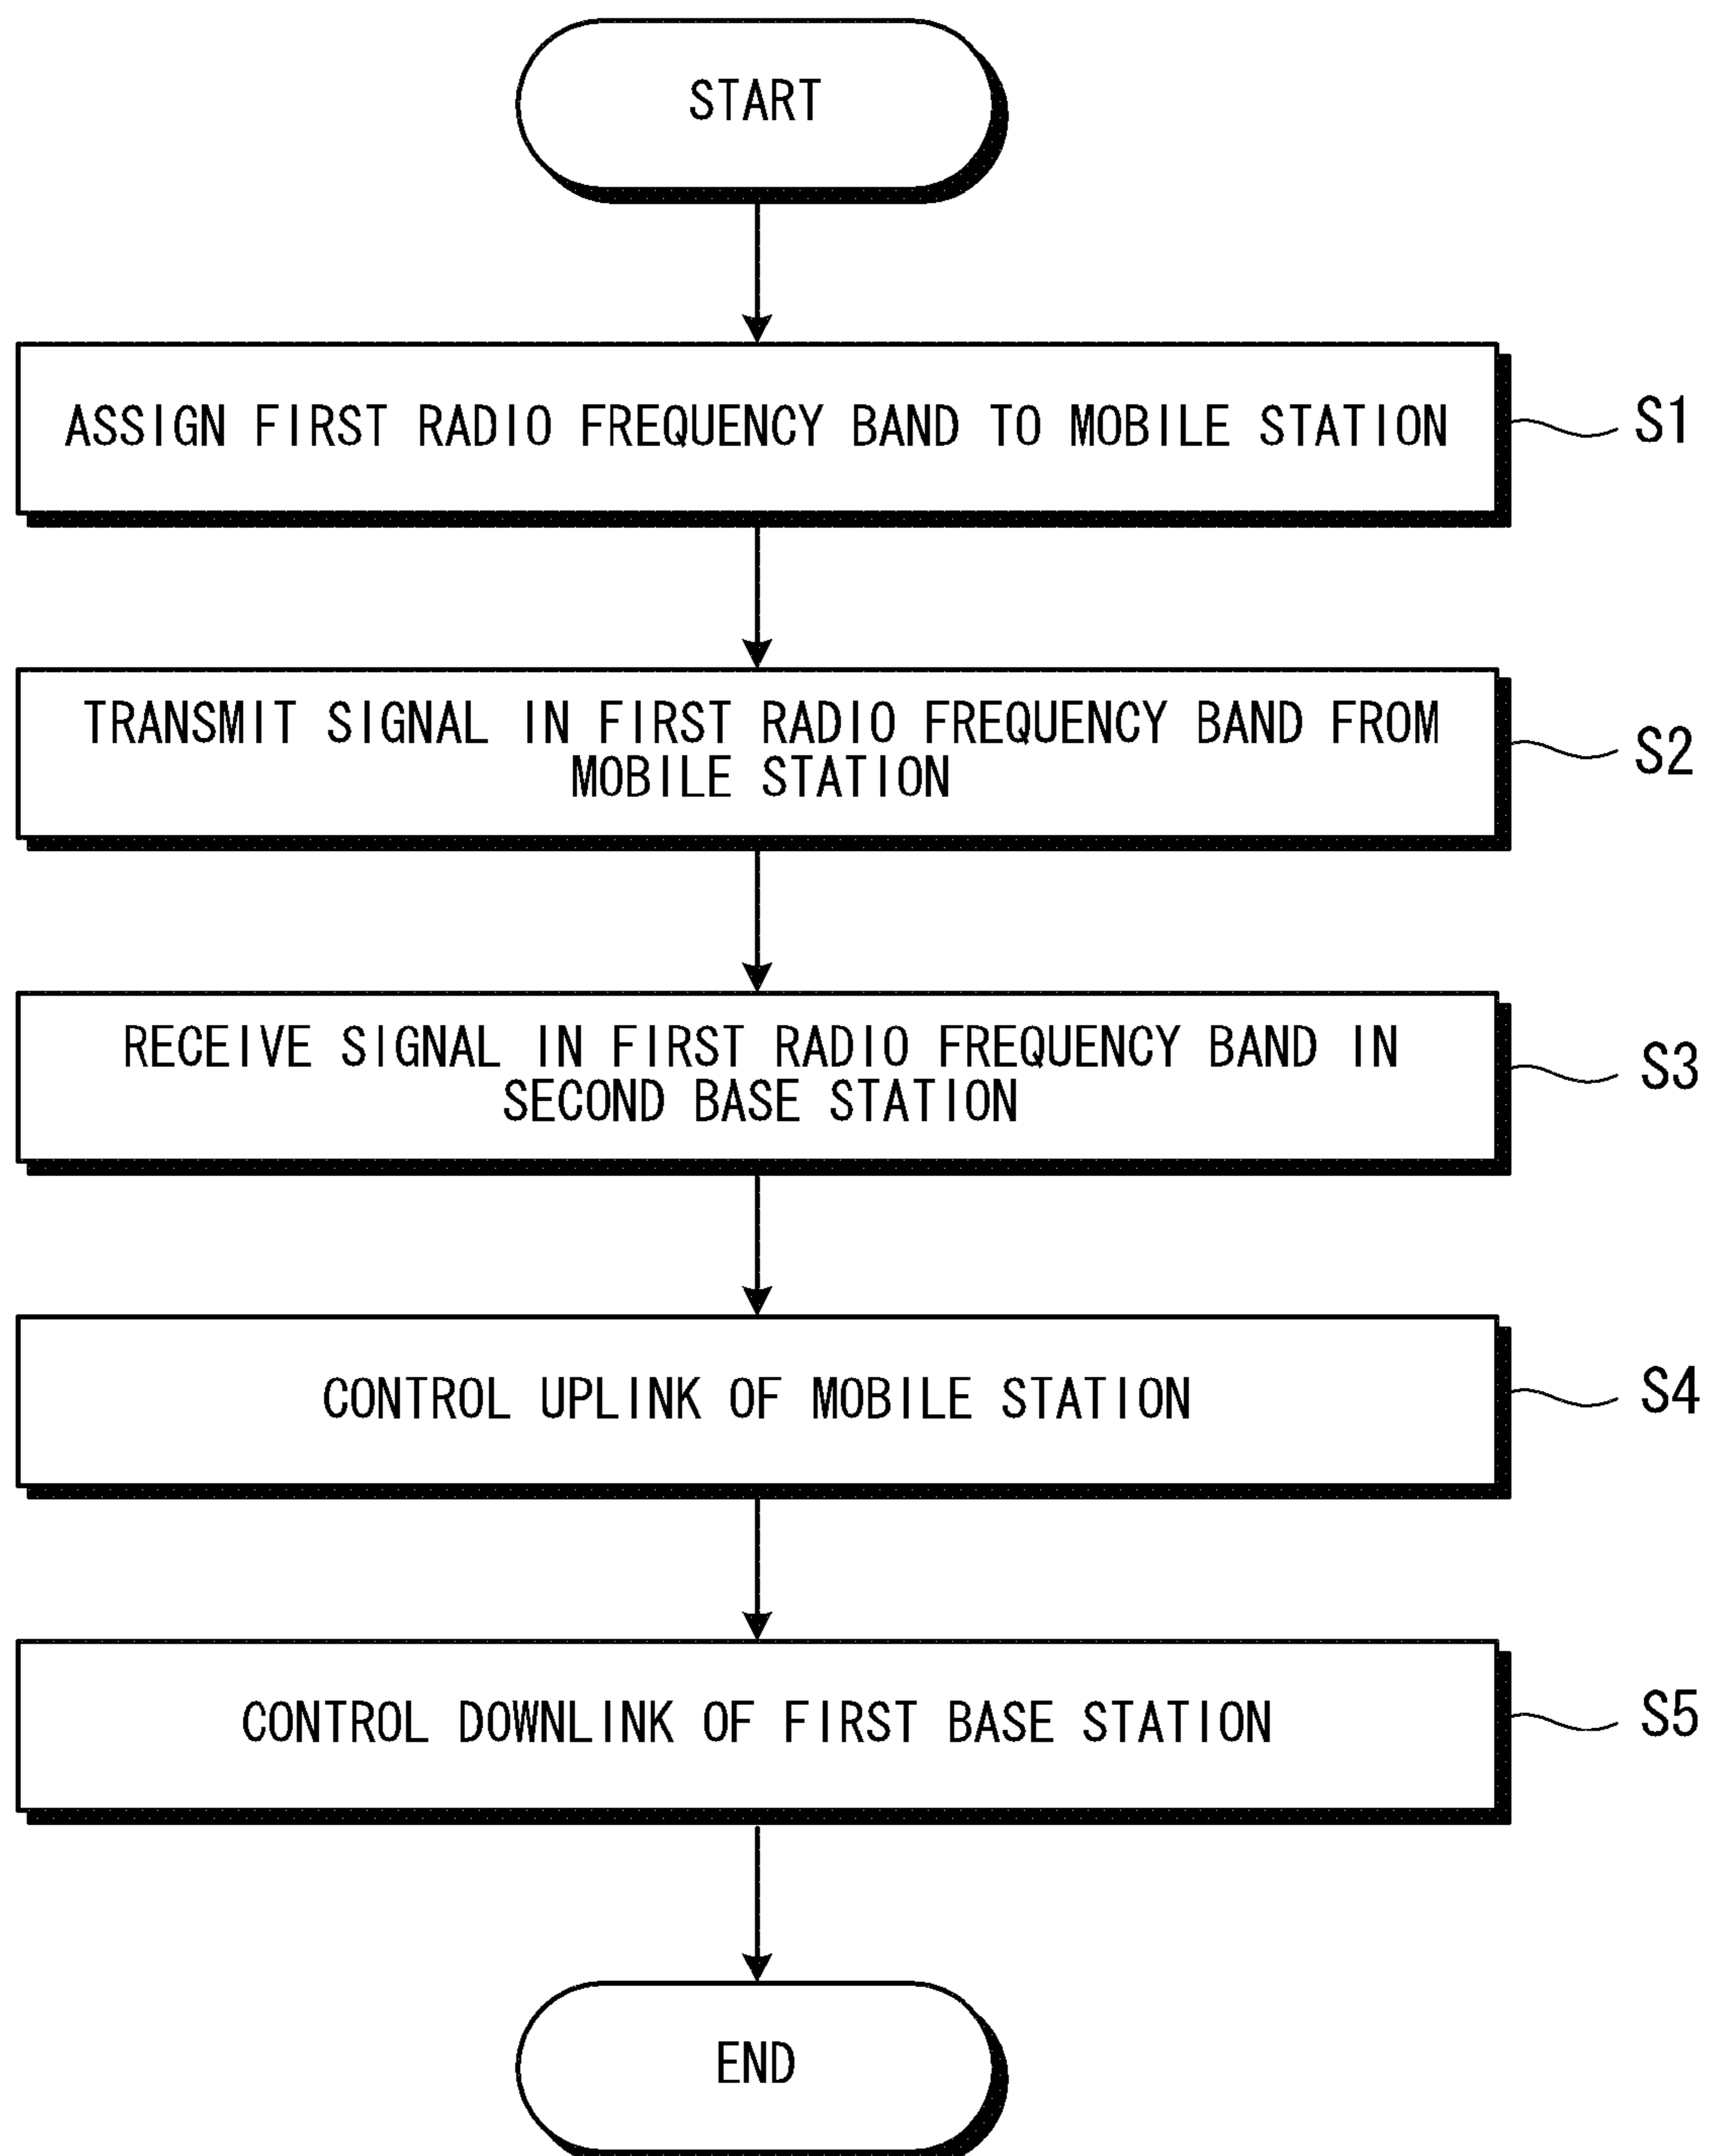 START
ASSIGN FIRST RADIO FREQUENCY BAND TO MOBILE STATION
S1
TRANSMIT SIGNAL IN FIRST RADIO FREQUENCY BAND FROM
MOBILE STATION
S2
RECEIVE SIGNAL IN FIRST RADIO FREQUENCY BAND IN
SECOND BASE STATION
S3
CONTROL UPLINK OF MOBILE STATION
S4
CONTROL DOWNLINK OF FIRST BASE STATION
S5
END